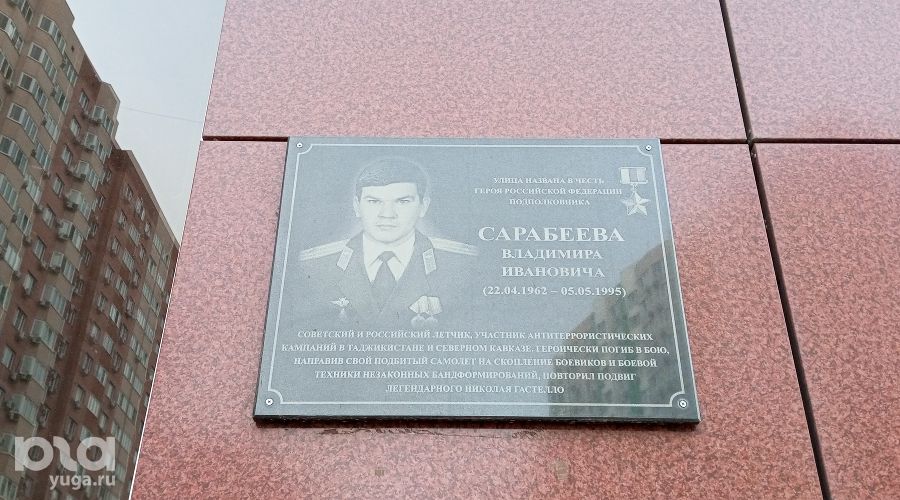 УЛИЦА НАЗВАНА В ЧЕСТЬ
ГЕРОЯ РОССИЙСКОЙ ФЕДЕРАЦИИ
ПОДПОЛКОВНИКА
САРАБЕЕВА
ВЛАДИМИРА
ИВАНОВИЧА
(22.04.1962 – 05.05.1995)
СОВЕТСКИЙ И РОССИЙСКИЙ ЛЕТЧИК, УЧАСТНИК АНТИТЕРРОРИСТИЧЕСКИХ
КАМПАНИЙ В ТАДЖИКИСТАНЕ И СЕВЕРНОМ КАВКАЗЕ. ГЕРОИЧЕСКИ ПОГИБ В БОЮ,
НАПРАВИВ СВОЙ ПОДБИТЫЙ САМОЛЕТ НА СКОПЛЕНИЕ БОЕВИКОВ И БОЕВОЙ
ТЕХНИКИ НЕЗАКОННЫХ БАНДФОРМИРОВАНИЙ, ПОВТОРИЛ ПОДВИГ
ЛЕГЕНДАРНОГО НИКОЛАЯ ГАСТЕЛЛО
юга
yuga.ru